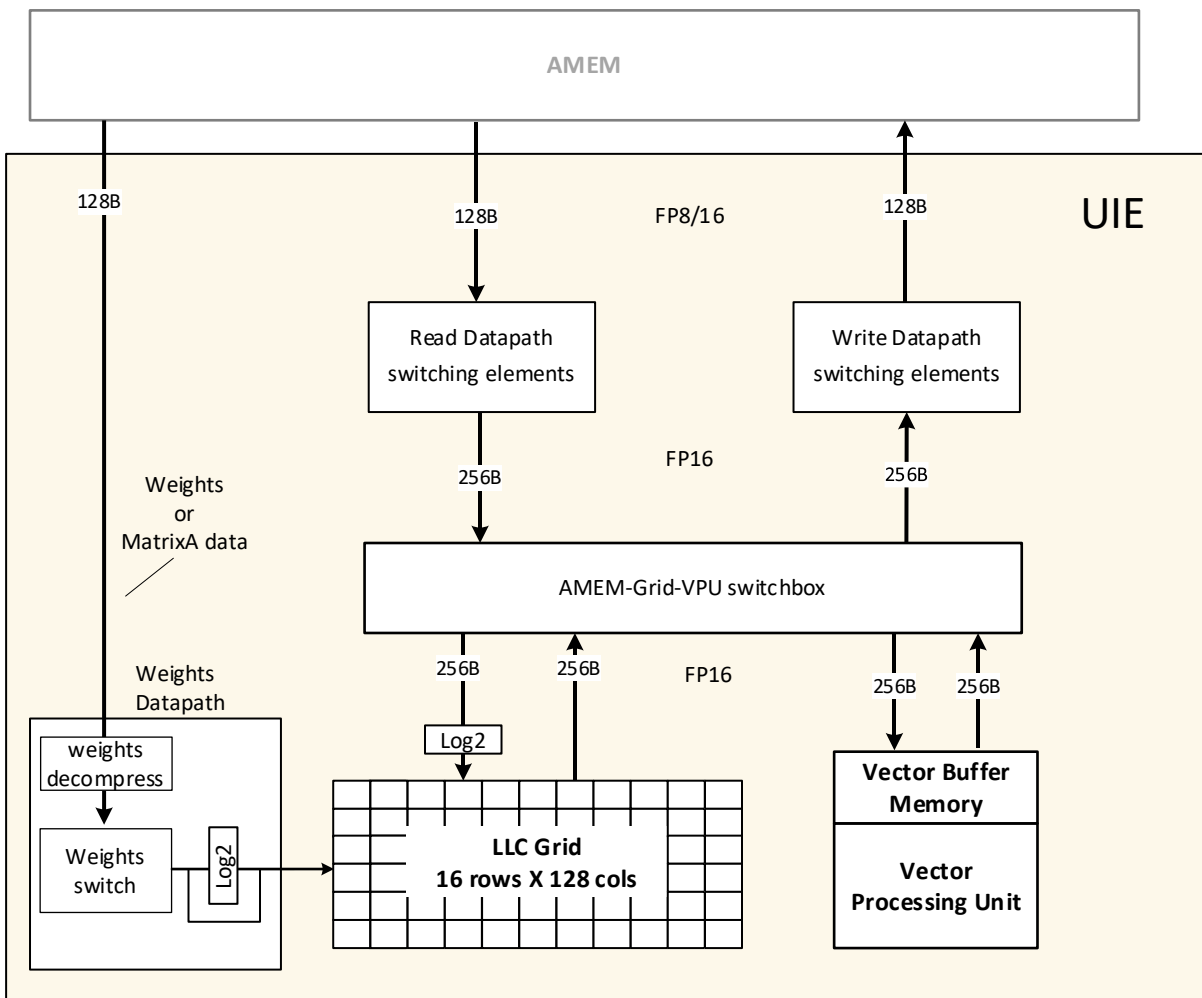 AMEM
128B
128B
FP8/16
128B
UIE
Read Datapath
switching elements
Write Datapath
switching elements
256B
FP16
256B
Weights
or
MatrixA data
AMEM-Grid-VPU switchbox
256B
256B
FP16
256B
256B
Weights
Datapath
weights
decompress
Weights
switch
Log2
Log2
LLC Grid
16 rows X 128 cols
Vector Buffer
Memory
Vector
Processing Unit